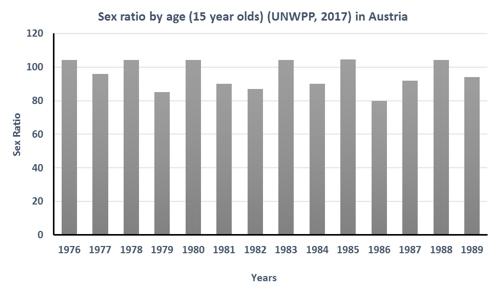 Sex ratio by age (15 year olds) (UNWPP, 2017) in Austria
120
100
80
60
40
20
0
Sex Ratio
1976 1977 1978 1979 1980 1981 1982 1983 1984 1985 1986 1987 1988 1989
Years